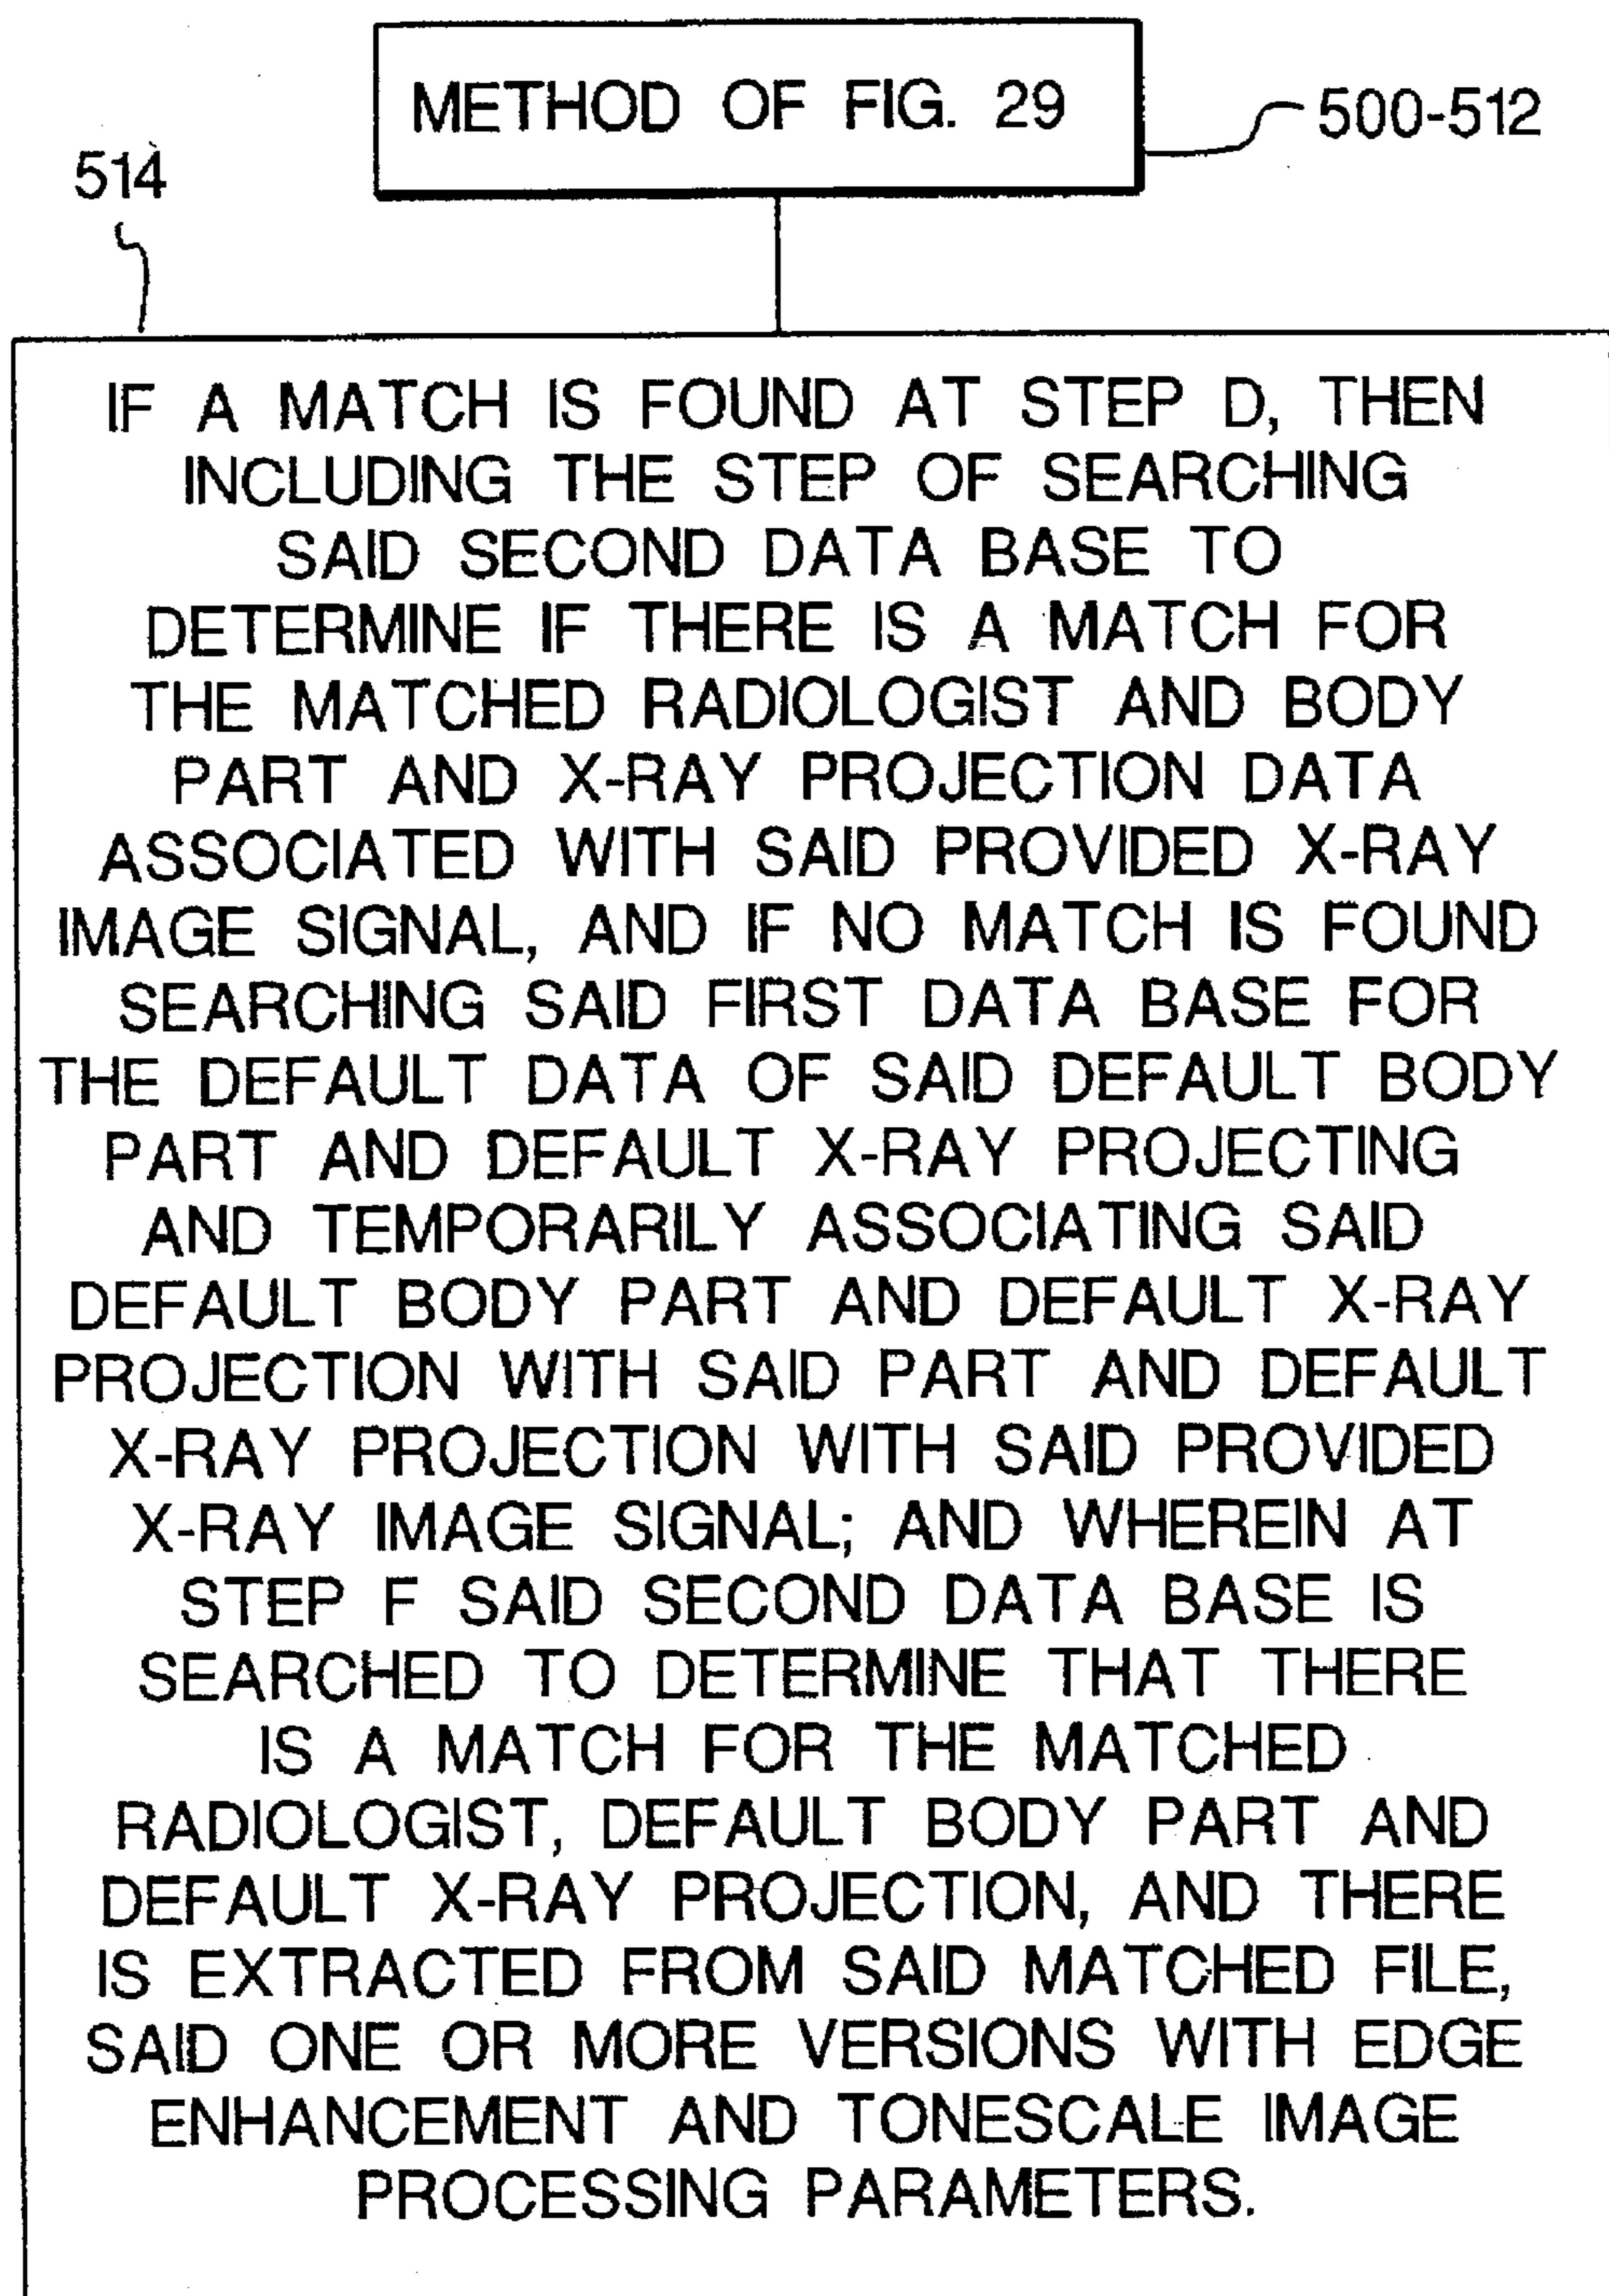 METHOD OF FIG. 29
500-512
514
IF A MATCH IS FOUND AT STEP D, THEN
INCLUDING THE STEP OF SEARCHING
SAID SECOND DATA BASE TO
DETERMINE IF THERE IS A MATCH FOR
THE MATCHED RADIOLOGIST AND BODY
PART AND X-RAY PROJECTION DATA
ASSOCIATED WITH SAID PROVIDED X-RAY
IMAGE SIGNAL, AND IF NO MATCH IS FOUND
SEARCHING SAID FIRST DATA BASE FOR
THE DEFAULT DATA OF SAID DEFAULT BODY
PART AND DEFAULT X-RAY PROJECTING
AND TEMPORARILY ASSOCIATING SAID
DEFAULT BODY PART AND DEFAULT X-RAY
PROJECTION WITH SAID PART AND DEFAULT
X-RAY PROJECTION WITH SAID PROVIDED
X-RAY IMAGE SIGNAL; AND WHEREIN AT
STEP F SAID SECOND DATA BASE IS
SEARCHED TO DETERMINE THAT THERE
IS A MATCH FOR THE MATCHED
RADIOLOGIST, DEFAULT BODY PART AND
DEFAULT X-RAY PROJECTION, AND THERE
IS EXTRACTED FROM SAID MATCHED FILE,
SAID ONE OR MORE VERSIONS WITH EDGE
ENHANCEMENT AND TONESCALE IMAGE
PROCESSING PARAMETERS.